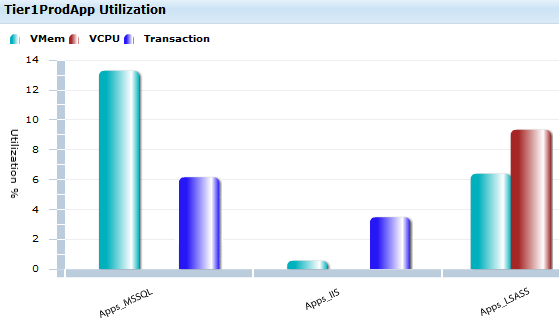 Tier1ProdApp Utilization
VMem VCPU Transaction
14
12
10
8
6
4
2
0
Utilization %
Apps_MSSQL
Apps_IIS
Apps_LSASS